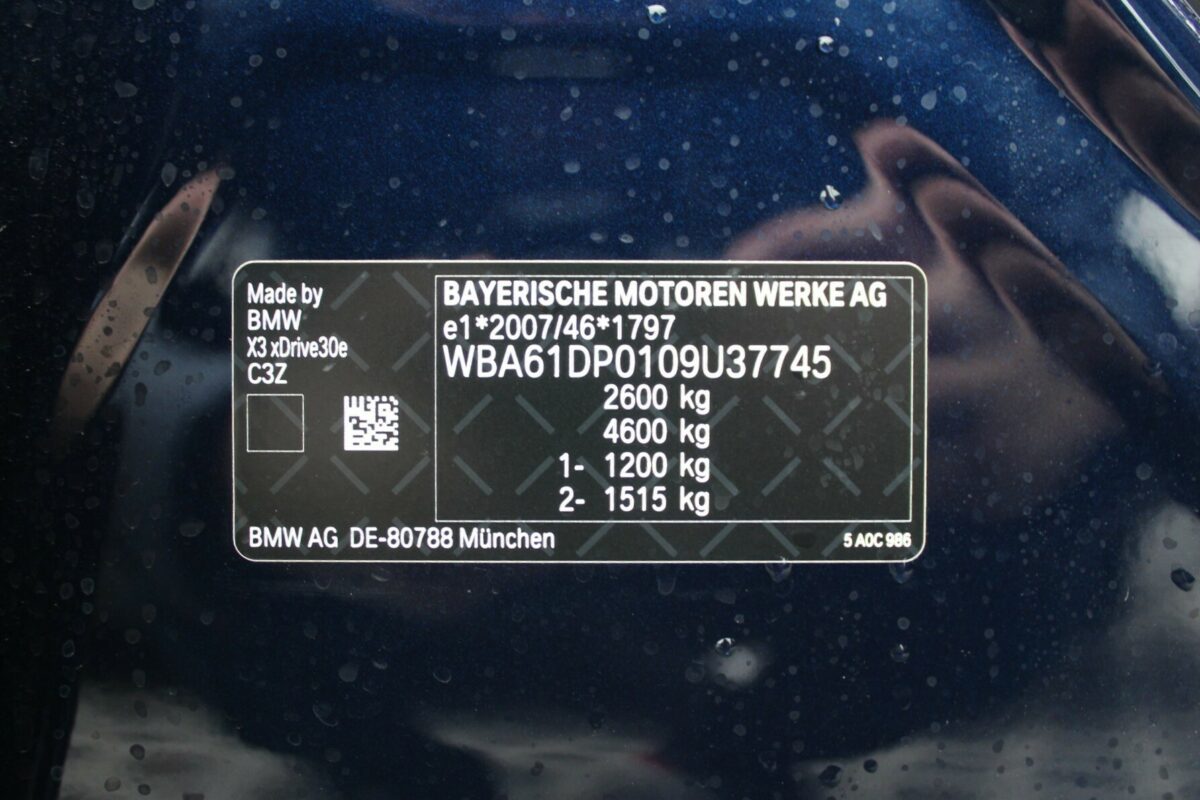 Made by
BMW
X3 xDrive30e
C3Z
BAYERISCHE MOTOREN WERKE AG
e1*2007/46*1797
WBA61DP0109U37745
2600 kg
4600 kg
1- 1200 kg
2- 1515 kg
BMW AG DE-80788 München
5 A0C 986